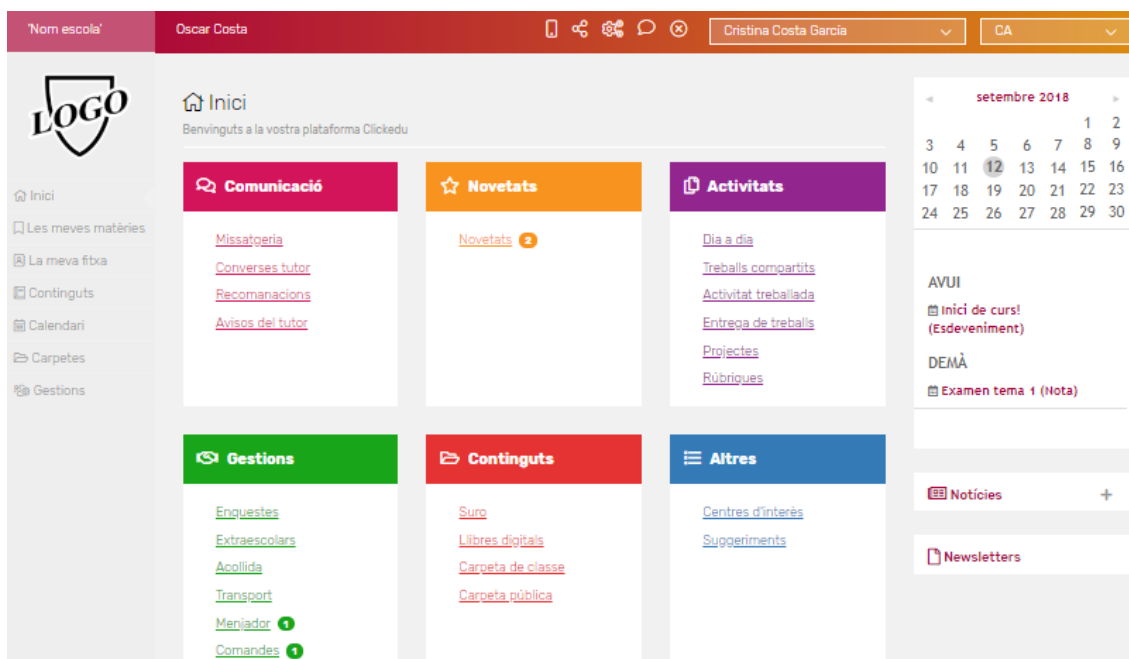 'Nom escola'
Oscar Costa
Cristina Costa García
CA
LOGO
Inici
Les meves matèries
La meva fitxa
Continguts
Calendari
Carpetes
Gestions
Inici
Benvinguts a la vostra plataforma Clickedu
Comunicació
Missatgeria
Converses tutor
Recomanacions
Avisos del tutor
Novetats
Novetats 2
Activitats
Dia a dia
Treballs compartits
Activitat treballada
Entrega de treballs
Projectes
Rúbriques
Gestions
Enquestes
Extraescolars
Acollida
Transport
Menjador 1
Comandes 1
Continguts
Suro
Llibres digitals
Carpeta de classe
Carpeta pública
Altres
Centres d'interès
Suggeriments
setembre 2018
1 2
3 4 5 6 7 8 9
10 11 12 13 14 15 16
17 18 19 20 21 22 23
24 25 26 27 28 29 30
AVUI
Inici de curs!
(Esdeveniment)
DEMÀ
Examen tema 1 (Nota)
Notícies +
Newsletters